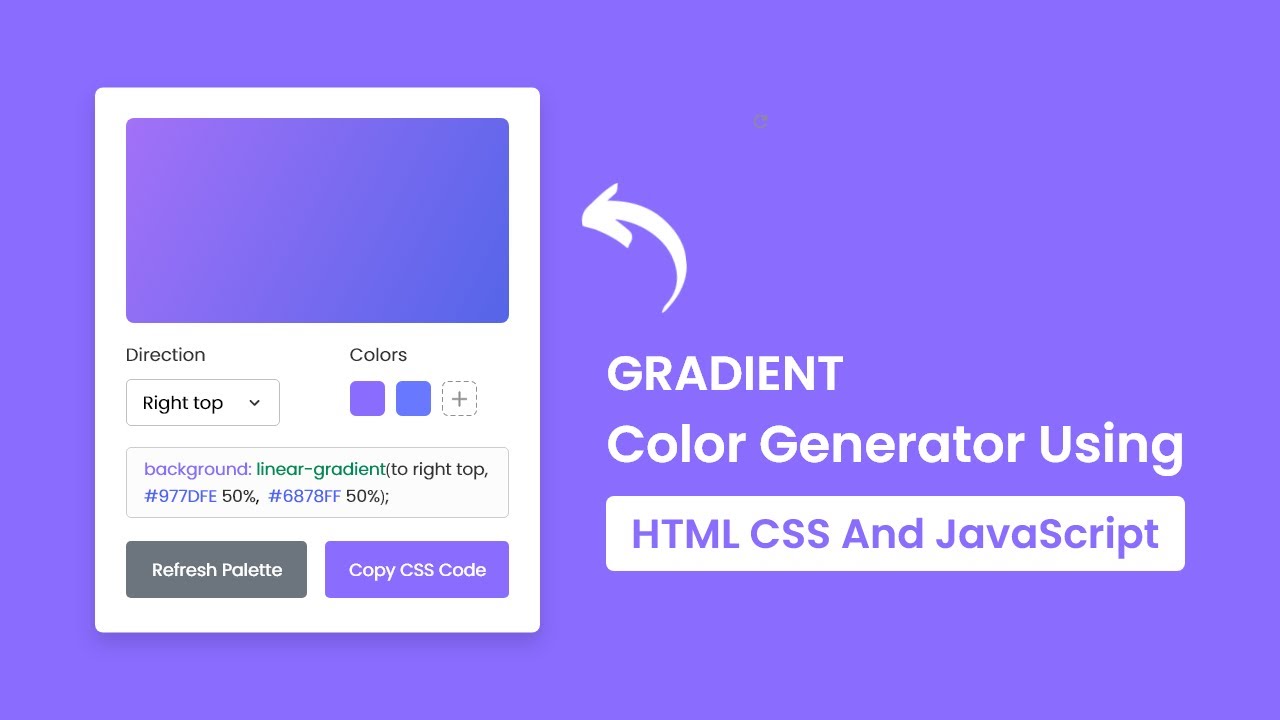 Direction
Colors
Right top
background: linear-gradient(to right top,
#977DFE 50%, #6878FF 50%);
Refresh Palette
Copy CSS Code
GRADIENT
Color Generator Using
HTML CSS And JavaScript